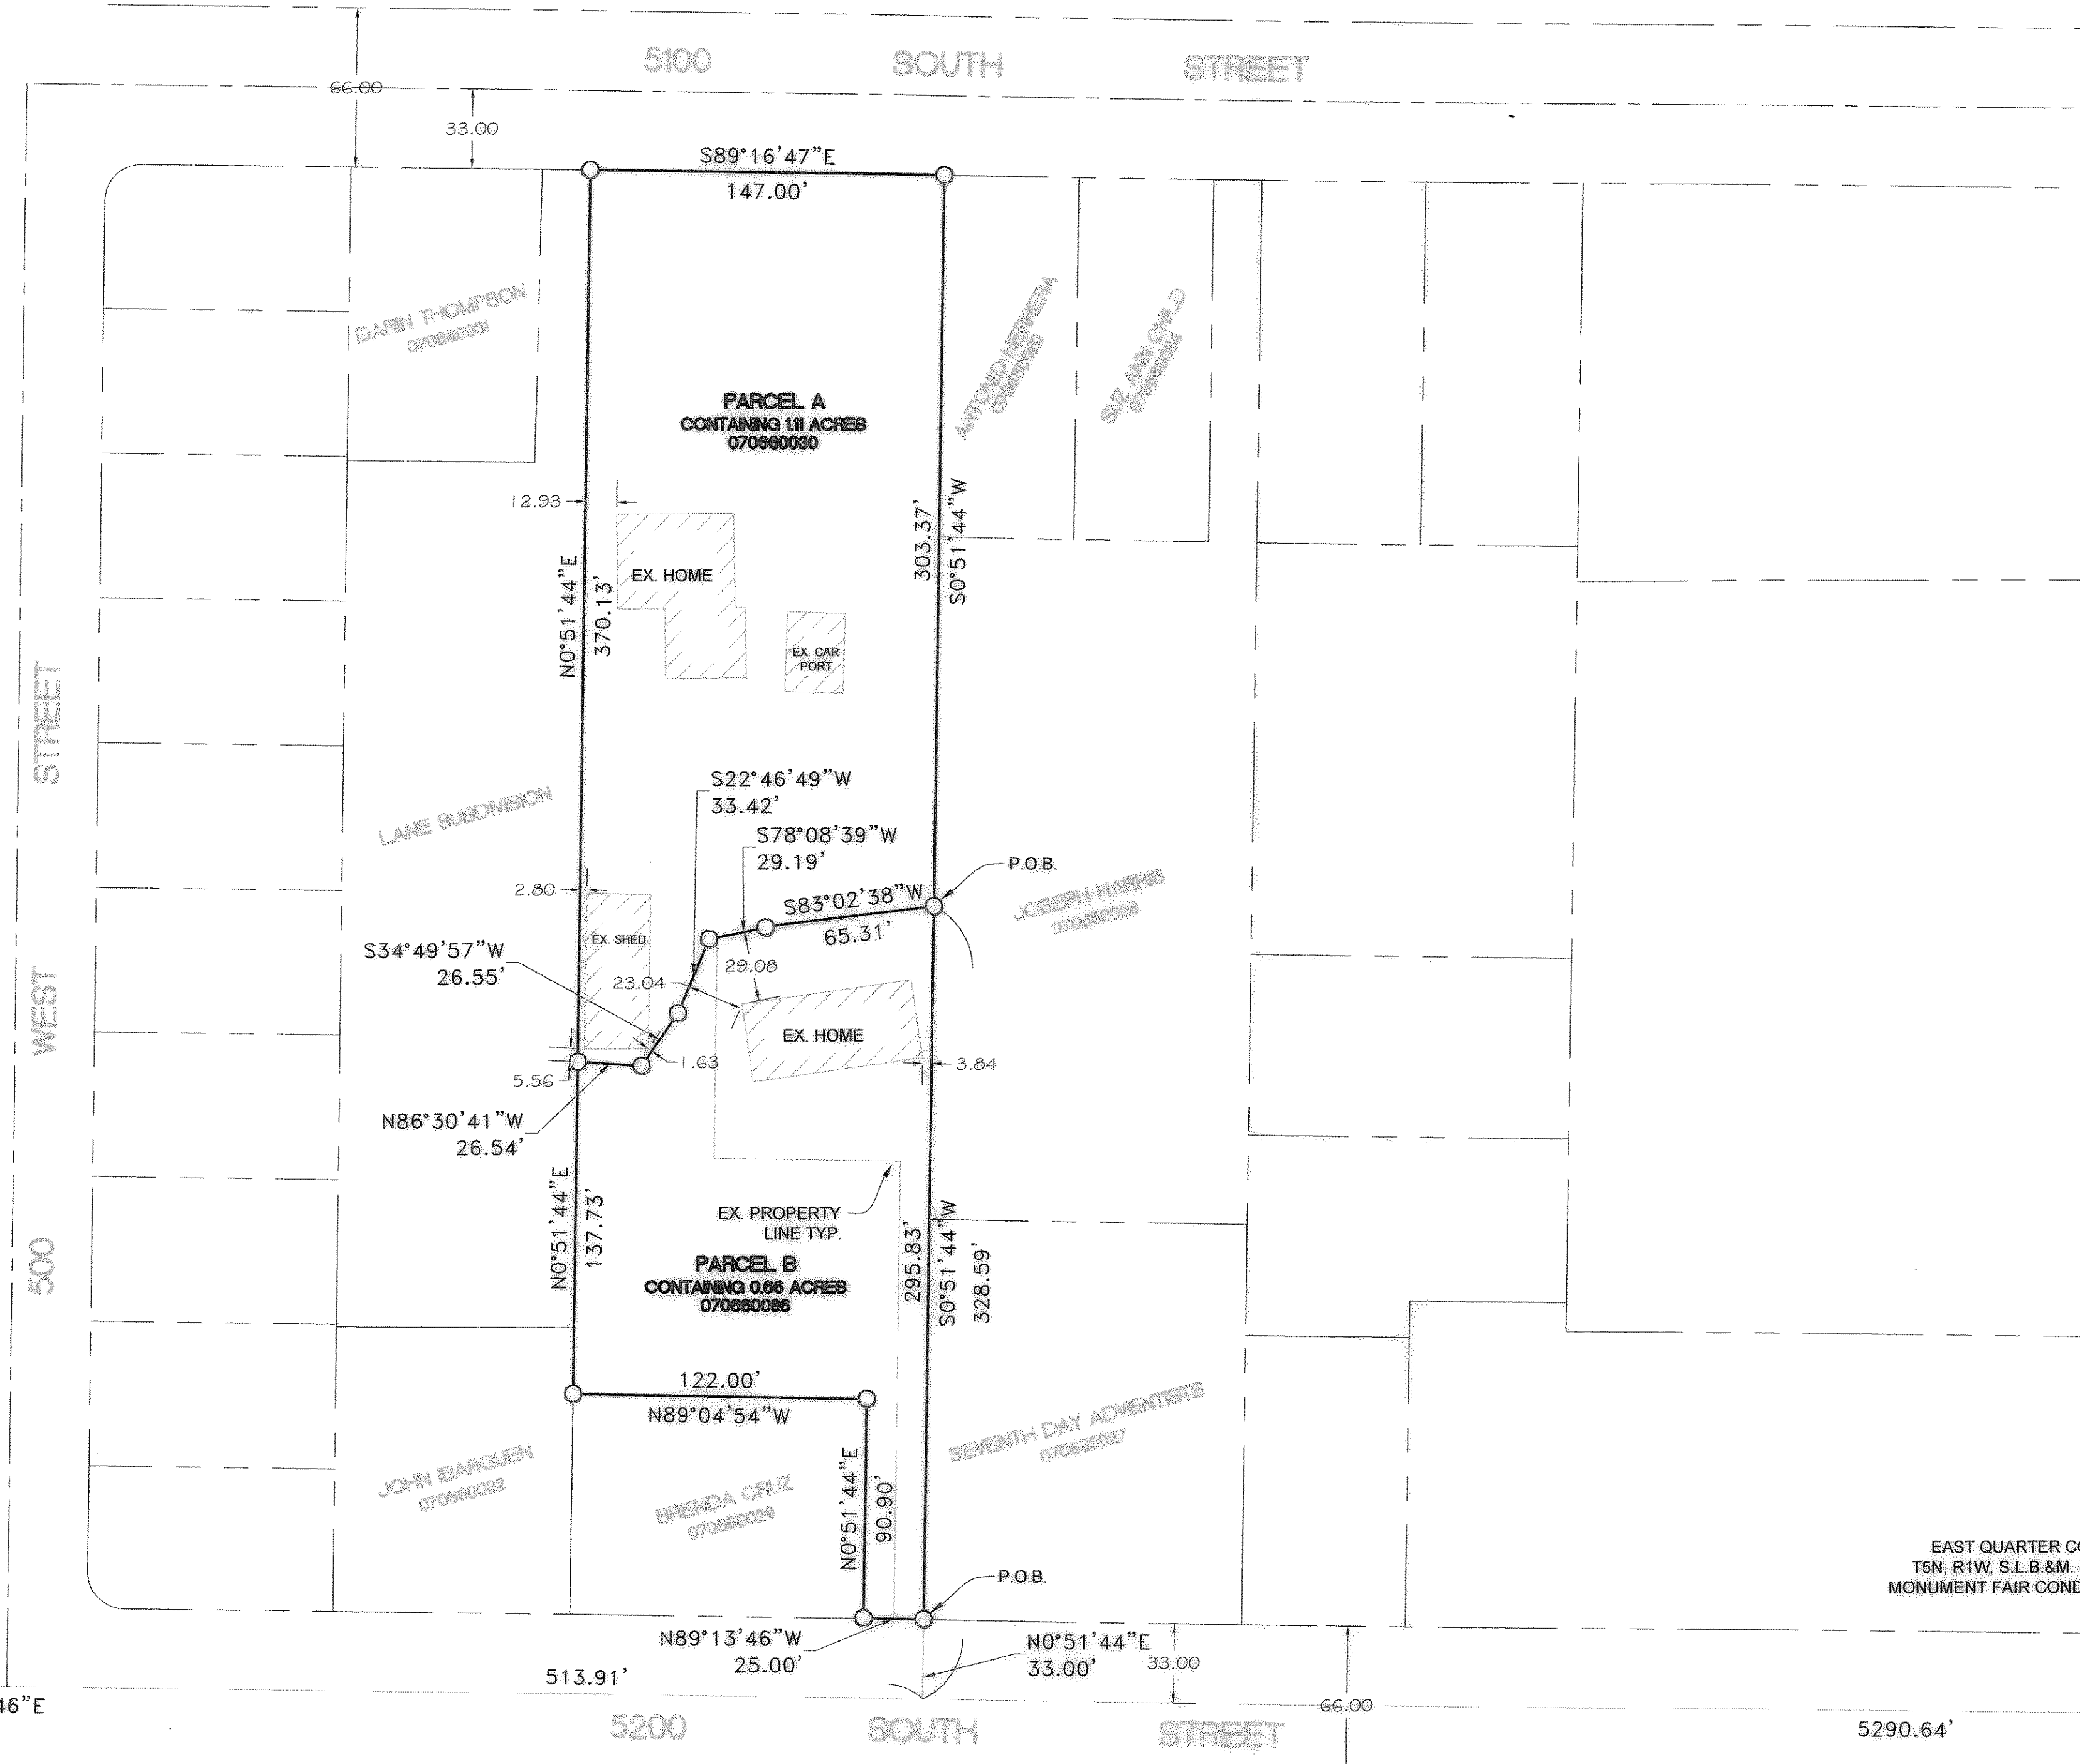 5100 SOUTH STREET
66.00
33.00
S89°16'47"E
147.00'
DARIN THOMPSON
070660031
ANTONIO HERRERA
SUZ ANN CHILD
070660084
PARCEL A
CONTAINING 1.11 ACRES
070660030
12.93
N0°51'44"E
370.13'
303.37'
S0°51'44"W
EX. HOME
EX. CAR
PORT
STREET
WEST
500
LANE SUBDIVISION
S22°46'49"W
33.42'
S78°08'39"W
29.19'
P.O.B.
2.80
S83°02'38"W
65.31'
JOSEPH HARRIS
070660026
EX. SHED
S34°49'57"W
26.55'
29.08
23.04
EX. HOME
1.63
3.84
5.56
N86°30'41"W
26.54'
N0°51'44"E
137.73'
EX. PROPERTY
LINE TYP.
295.83'
S0°51'44"W
328.59'
PARCEL B
CONTAINING 0.66 ACRES
070660086
122.00'
N89°04'54"W
SEVENTH DAY ADVENTISTS
070660027
JOHN IBARGUEN
070660032
BRENDA CRUZ
070660029
N0°51'44"E
90.90'
EAST QUARTER CO
T5N, R1W, S.L.B.&M.
MONUMENT FAIR COND
P.O.B.
N89°13'46"W
25.00'
N0°51'44"E
33.00'
33.00
513.91'
46"E
66.00
5200 SOUTH STREET
5290.64'